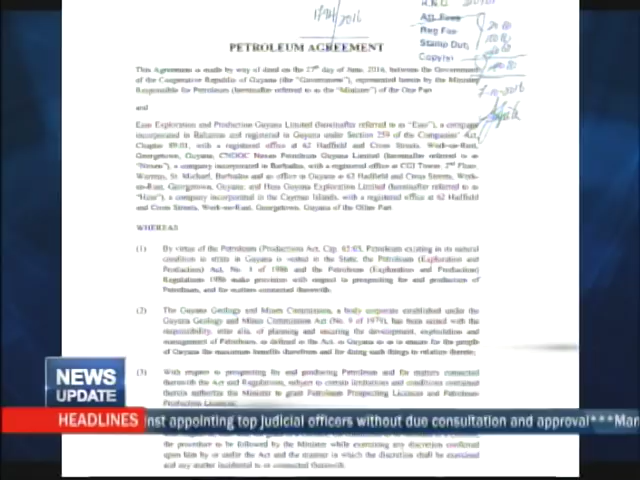 2016
Att Fees
Reg Fee
Stamp Duty
PETROLEUM AGREEMENT
This Agreement is made by way of deed on the 27th day of June, 2016, between the Government
of the Cooperative Republic of Guyana (the "Government"), represented herein by the Minister
Responsible for Petroleum (hereinafter referred to as the "Minister") of the One Part
and
Esso Exploration and Production Guyana Limited (hereinafter referred to as "Esso"), a company
incorporated in Bahamas and registered in Guyana under Section 259 of the Companies' Act,
Chapter 89:01, with a registered office at 62 Hadfield and Cross Streets, Werk-en-Rust,
Georgetown, Guyana, CNOOC Nexen Petroleum Guyana Limited (hereinafter referred to as
"Nexen"), a company incorporated in Barbados, with a registered office at CGI Tower, 2nd Floor,
Warrens, St. Michael, Barbados and an office in Guyana at 62 Hadfield and Cross Streets, Werk-
en-Rust, Georgetown, Guyana, and Hess Guyana Exploration Limited (hereinafter referred to as
"Hess"), a company incorporated in the Cayman Islands, with a registered office at 62 Hadfield
and Cross Streets, Werk-en-Rust, Georgetown, Guyana of the Other Part.
WHEREAS
(1) By virtue of the Petroleum (Production) Act, Cap. 65:05, Petroleum existing in its natural
condition in strata in Guyana is vested in the State; the Petroleum (Exploration and
Production) Act, No. 3 of 1986 and the Petroleum (Exploration and Production)
Regulations 1986 make provision with respect to prospecting for and production of
Petroleum, and for matters connected therewith.
(2) The Guyana Geology and Mines Commission, a body corporate established under the
Guyana Geology and Mines Commission Act (No. 9 of 1979), has been vested with the
responsibility, inter alia, of planning and securing the development, exploitation and
management of Petroleum, as defined in the Act, in Guyana so as to ensure for the people
of Guyana the maximum benefits therefrom and for doing such things in relation thereto;
(3) With respect to prospecting for and producing Petroleum and for matters connected
therewith the Act and Regulations, subject to certain limitations and conditions contained
therein authorize the Minister to grant Petroleum Prospecting Licences and Petroleum
Production Licences
NEWS
UPDATE
HEADLINES inst appointing top judicial officers without due consultation and approval***Mar
the procedure to be followed by the Minister while exercising any discretion conferred
upon him by or under the Act and the manner in which the discretion shall be exercised
and any matter incidental to or connected therewith.